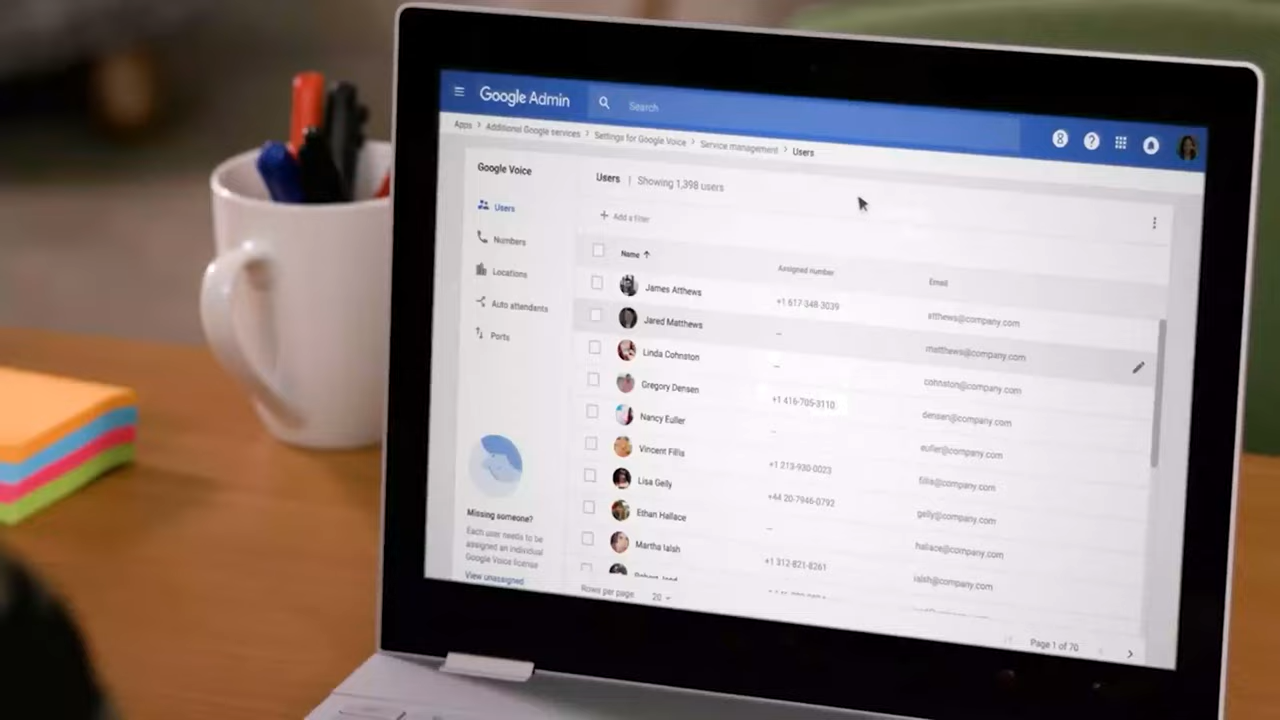 Google Admin Search
Apps > Additional Google services > Settings for Google Voice > Service management > Users
Google Voice
Users
Numbers
Locations
Auto attendants
Ports
Missing someone?
Each user needs to be
assigned an individual
Google Voice license
View unassigned
Users | Showing 1,398 users
+ Add a filter
Name Assigned number Email
James Atthews +1 617-348-3039 atthews@company.com
Jared Matthews – matthews@company.com
Linda Cohnston – cohnston@company.com
Gregory Densen +1 416-705-3110 densen@company.com
Nancy Euller – euller@company.com
Vincent Fillis +1 213-930-0023 fillis@company.com
Lisa Gelly +44 20-7946-0792 gelly@company.com
Ethan Hallace – hallace@company.com
Martha Ialsh +1 312-821-8261 ialsh@company.com
Rows per page: 20
Page 1 of 70